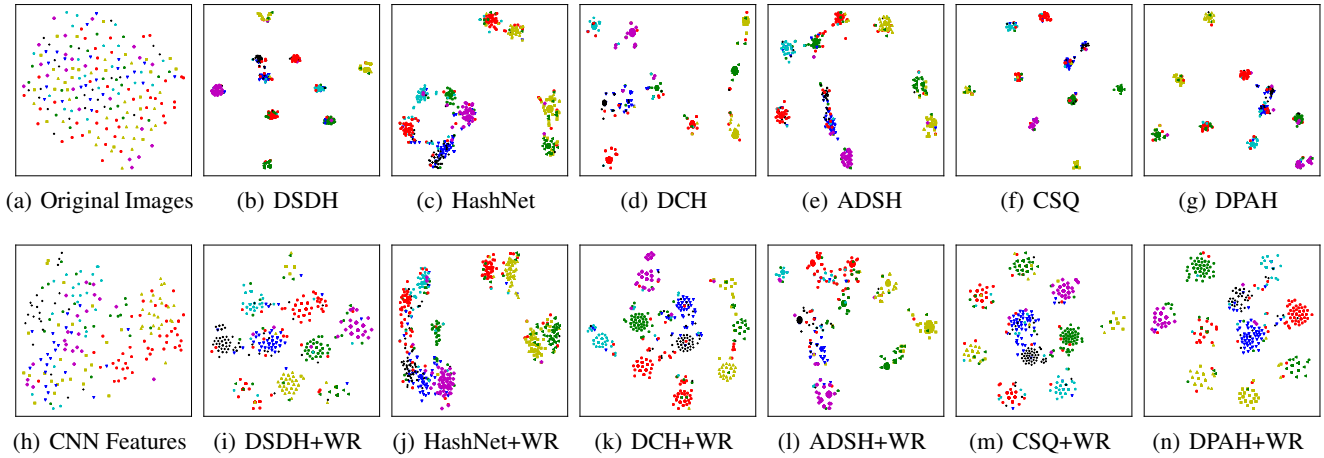 (a) Original Images (b) DSDH (c) HashNet (d) DCH (e) ADSH (f) CSQ (g) DPAH
(h) CNN Features (i) DSDH+WR (j) HashNet+WR (k) DCH+WR (l) ADSH+WR (m) CSQ+WR (n) DPAH+WR